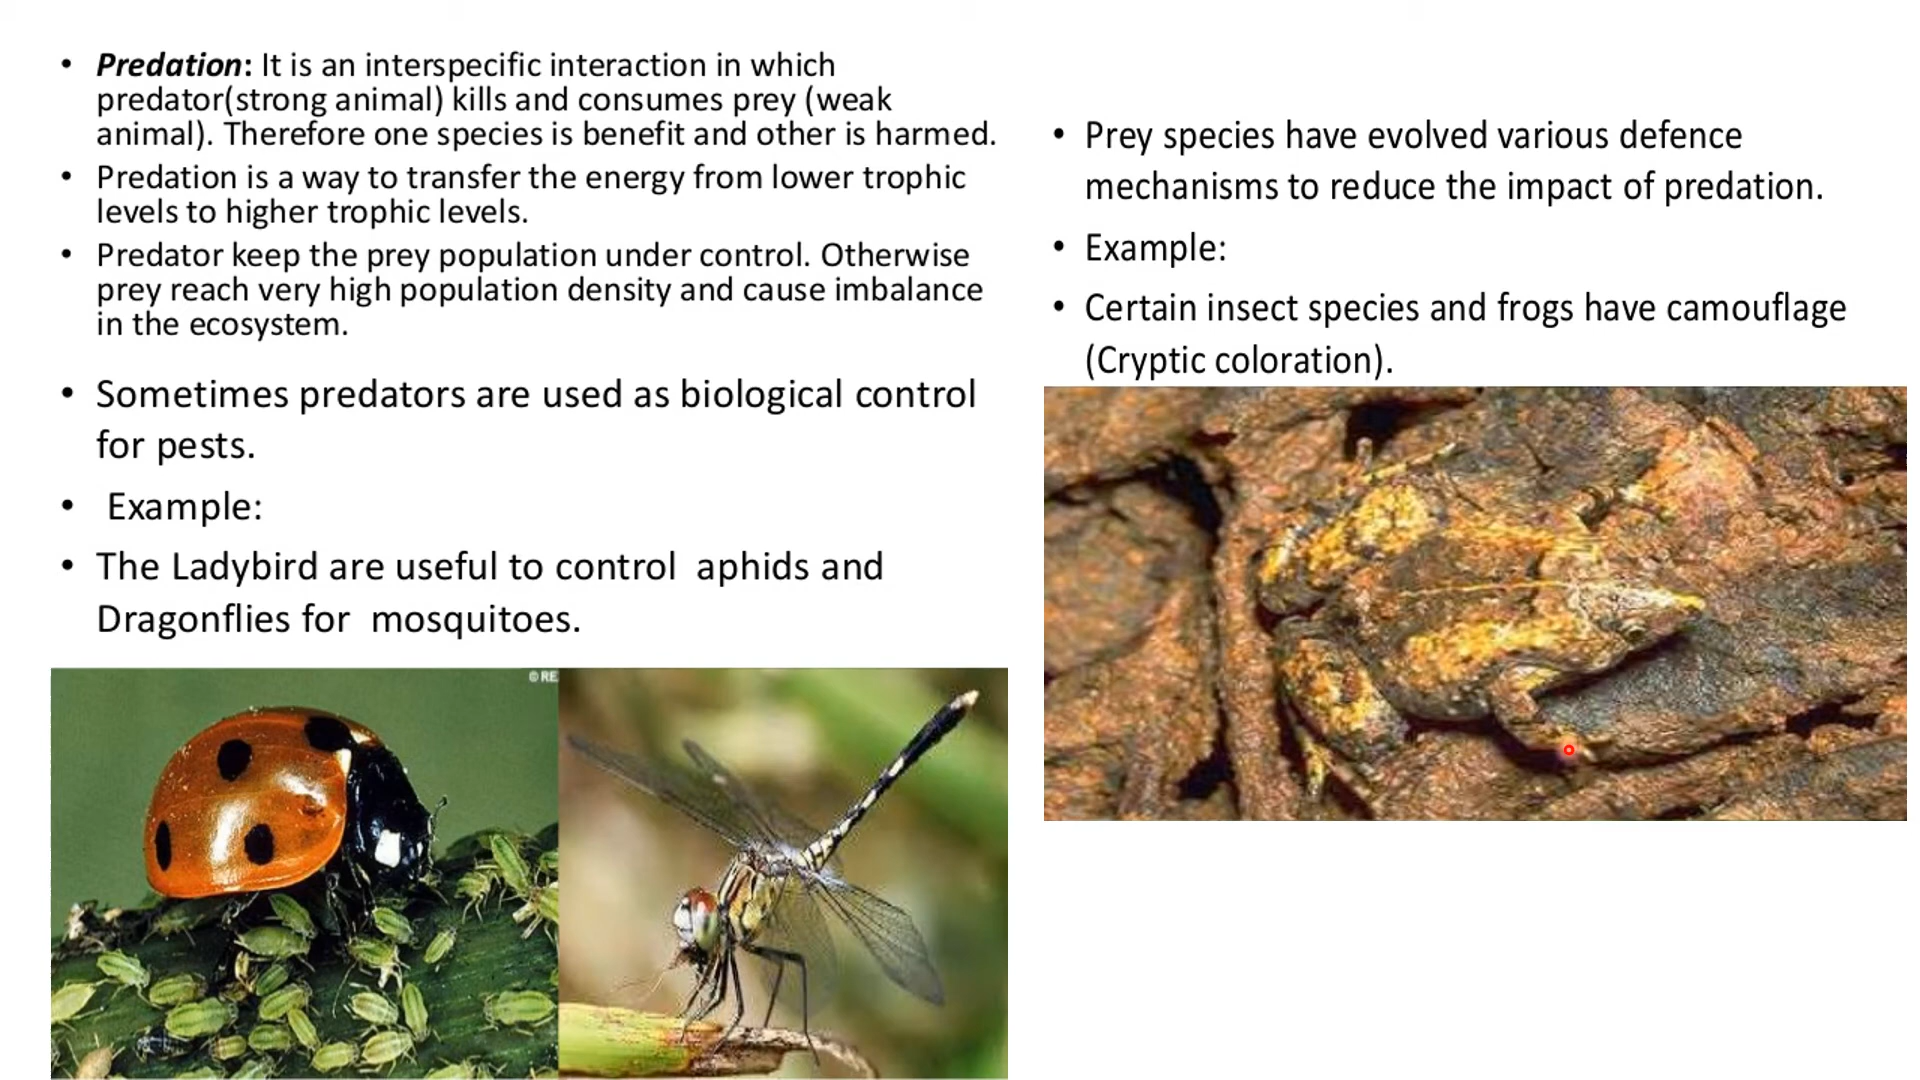 • Predation: It is an interspecific interaction in which
predator(strong animal) kills and consumes prey (weak
animal). Therefore one species is benefit and other is harmed.
• Predation is a way to transfer the energy from lower trophic
levels to higher trophic levels.
• Predator keep the prey population under control. Otherwise
prey reach very high population density and cause imbalance
in the ecosystem.
• Sometimes predators are used as biological control
for pests.
• Example:
• The Ladybird are useful to control aphids and
Dragonflies for mosquitoes.
© RE
• Prey species have evolved various defence
mechanisms to reduce the impact of predation.
• Example:
• Certain insect species and frogs have camouflage
(Cryptic coloration).